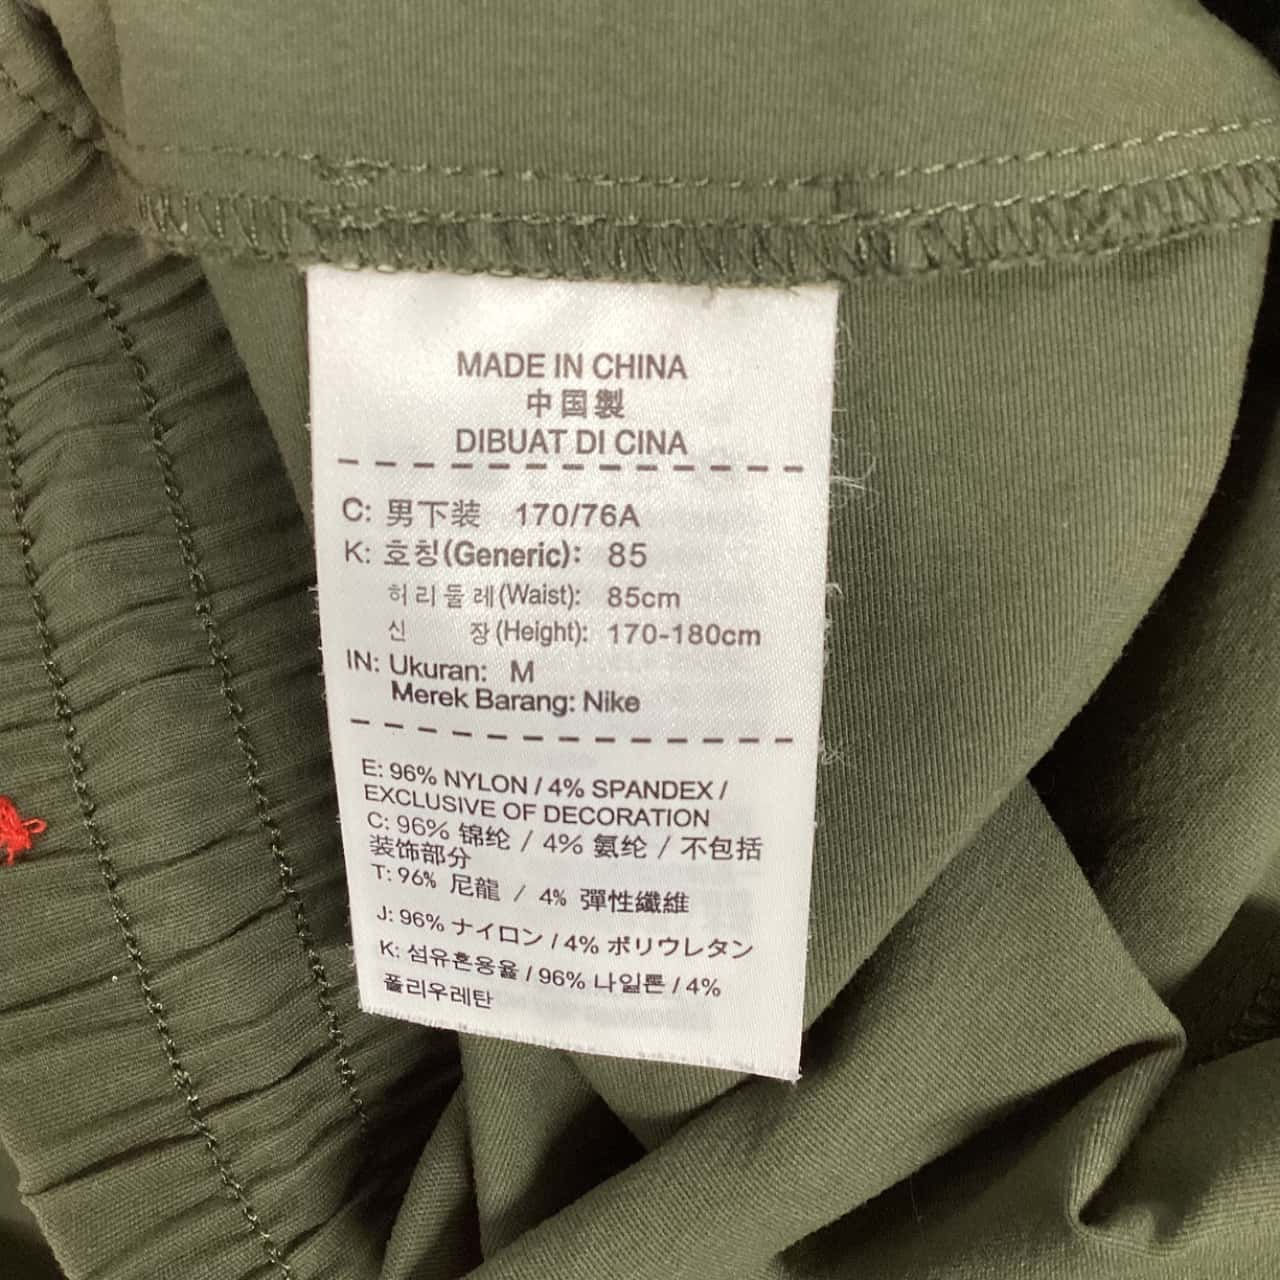 MADE IN CHINA
中国製
DIBUAT DI CINA
C: 男下装 170/76A
K: 호칭(Generic): 85
허리둘레(Waist): 85cm
신 장(Height): 170-180cm
IN: Ukuran: M
Merek Barang: Nike
E: 96% NYLON / 4% SPANDEX /
EXCLUSIVE OF DECORATION
C: 96% 锦纶 / 4% 氨纶 / 不包括
装饰部分
T: 96% 尼龍 / 4% 彈性纖維
J: 96% ナイロン / 4% ポリウレタン
K: 섬유혼용율 / 96% 나일론 / 4%
폴리우레탄